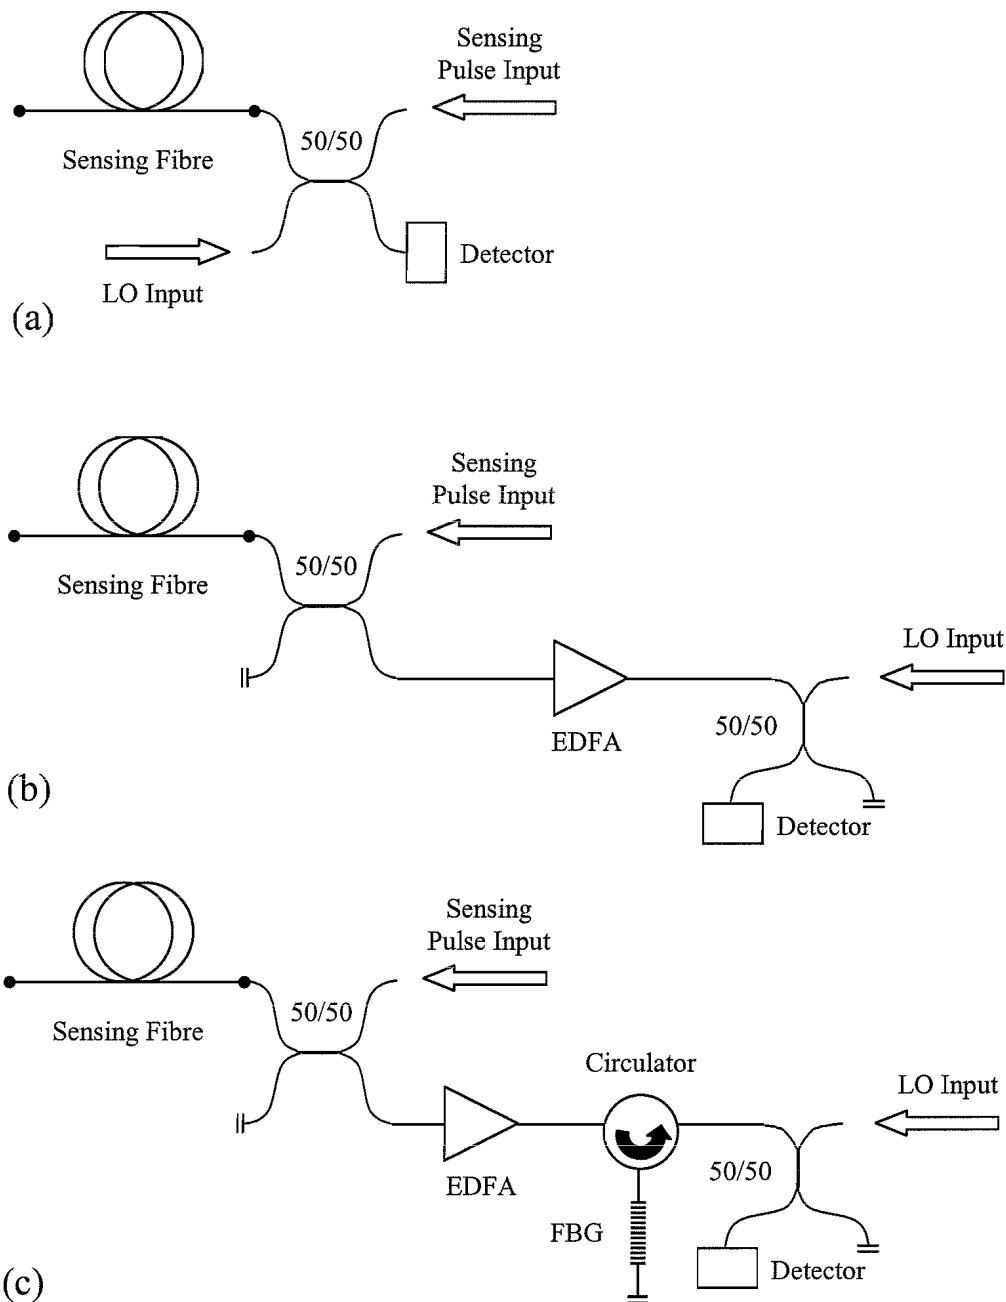 Sensing
Pulse Input
50/50
Sensing Fibre
Detector
LO Input
(a)
Sensing
Pulse Input
50/50
Sensing Fibre
LO Input
50/50
EDFA
(b)
Detector
Sensing
Pulse Input
50/50
Sensing Fibre
Circulator
LO Input
50/50
EDFA
FBG
Detector
(c)